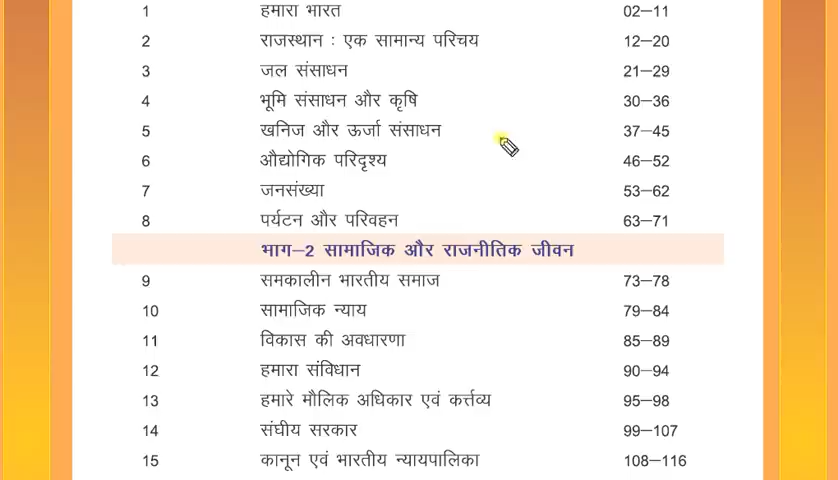 1 हमारा भारत 02–11
2 राजस्थान : एक सामान्य परिचय 12–20
3 जल संसाधन 21–29
4 भूमि संसाधन और कृषि 30–36
5 खनिज और ऊर्जा संसाधन 37–45
6 औद्योगिक परिदृश्य 46–52
7 जनसंख्या 53–62
8 पर्यटन और परिवहन 63–71
भाग–2 सामाजिक और राजनीतिक जीवन
9 समकालीन भारतीय समाज 73–78
10 सामाजिक न्याय 79–84
11 विकास की अवधारणा 85–89
12 हमारा संविधान 90–94
13 हमारे मौलिक अधिकार एवं कर्त्तव्य 95–98
14 संघीय सरकार 99–107
15 कानून एवं भारतीय न्यायपालिका 108–116